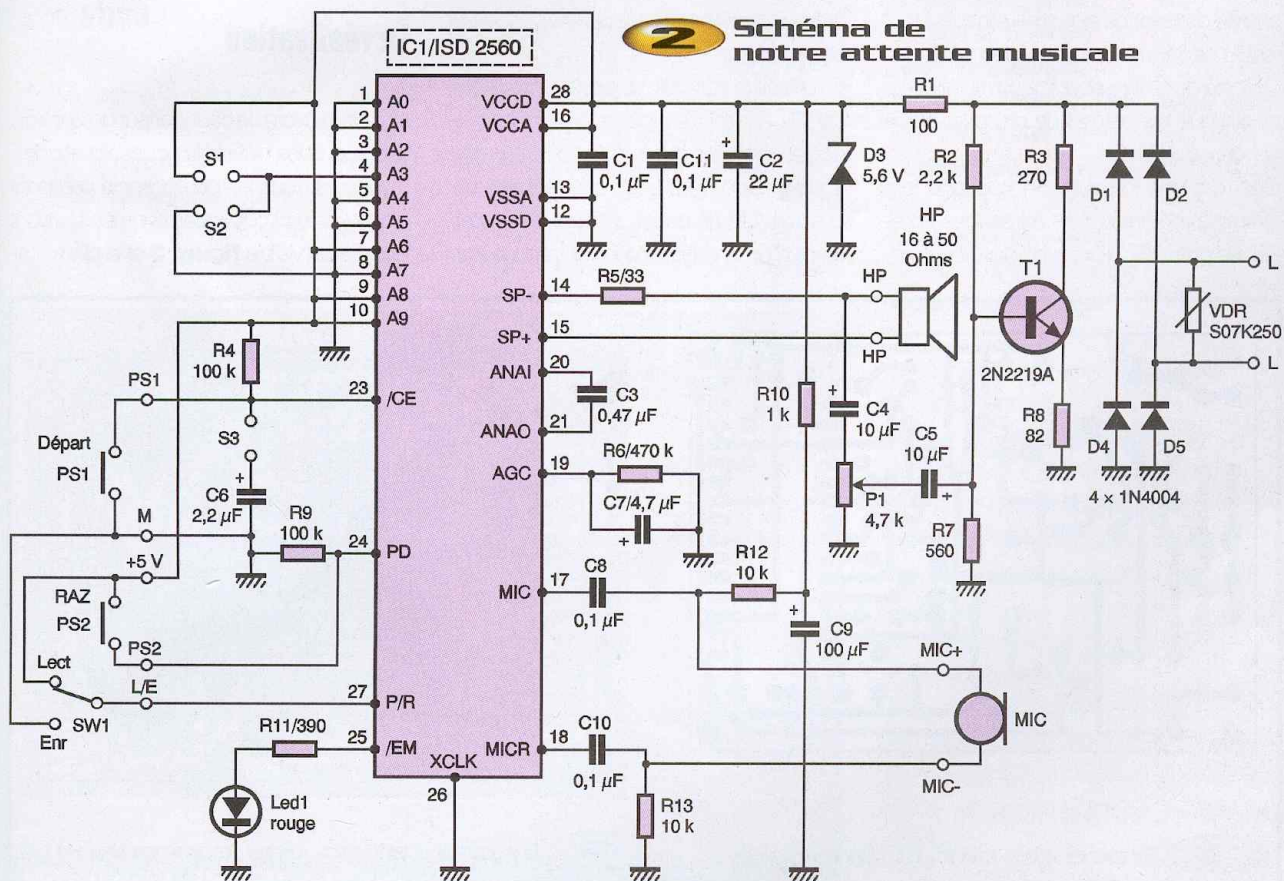 2 Schéma de
notre attente musicale
IC1/ISD 2560
1 A0
2 A1
3 A2
4 A3
5 A4
6 A5
7 A6
8 A7
9 A8
10 A9
23 /CE
24 PD
27 P/R
25 /EM
XCLK
26
VCCD 28
VCCA 16
VSSA 13
VSSD 12
SP- 14
SP+ 15
ANAI 20
ANAO 21
AGC 19
MIC 17
MICR 18
S1
S2
R4
100 k
PS1
Départ
PS1
S3
C6
2,2 µF
M
+5 V
R9
100 k
RAZ
PS2
PS2
Lect
L/E
SW1
Enr
R11/390
Led1
rouge
C1
0,1 µF
C11
0,1 µF
C2
22 µF
D3
5,6 V
R1
100
R2
2,2 k
R3
270
D1
D2
HP
16 à 50
Ohms
R5/33
HP
HP
T1
2N2219A
VDR
S07K250
L
L
C3
0,47 µF
R10
1 k
C4
10 µF
C5
10 µF
R8
82
D4
D5
4 x 1N4004
R6/470 k
C7/4,7 µF
P1
4,7 k
R7
560
C8
0,1 µF
R12
10 k
C9
100 µF
MIC+
MIC
MIC-
C10
0,1 µF
R13
10 k